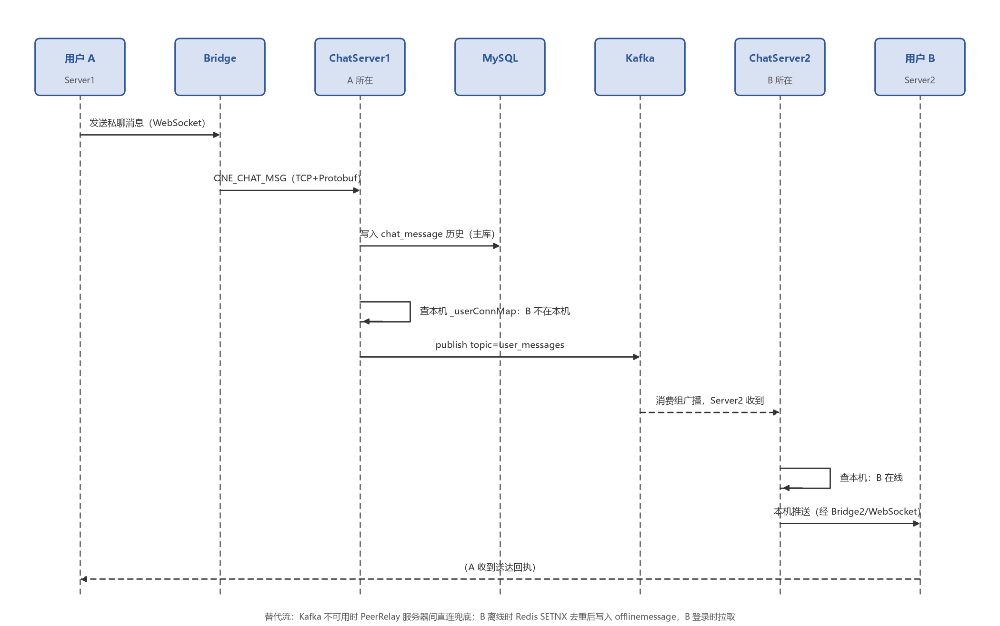 用户 A
Server1
Bridge
ChatServer1
A 所在
MySQL
Kafka
ChatServer2
B 所在
用户 B
Server2
发送私聊消息（WebSocket）
ONE_CHAT_MSG（TCP+Protobuf）
写入 chat_message 历史（主库）
查本机 _userConnMap：B 不在本机
publish topic=user_messages
消费组广播，Server2 收到
查本机：B 在线
本机推送（经 Bridge2/WebSocket）
（A 收到送达回执）
替代流：Kafka 不可用时 PeerRelay 服务器间直连兜底；B 离线时 Redis SETNX 去重后写入 offlinemessage，B 登录时拉取